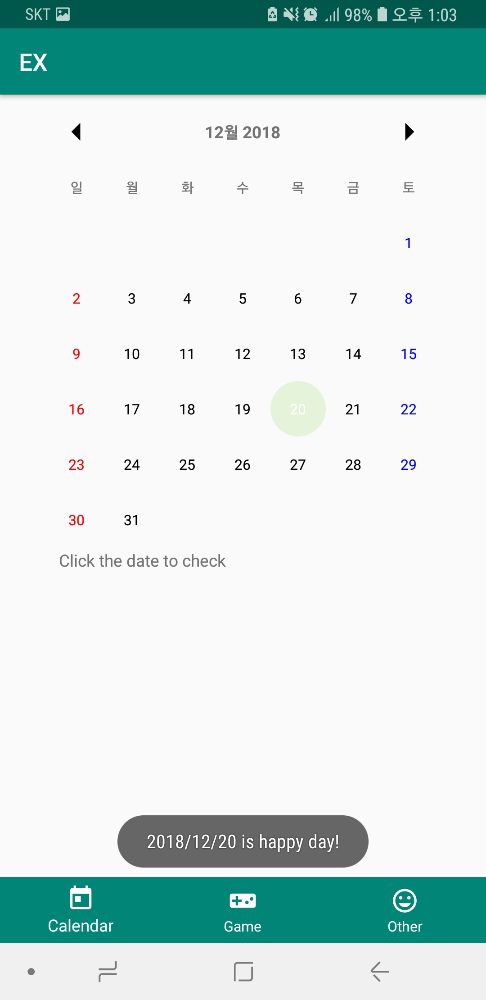 SKT 98% 오후 1:03
EX
12월 2018
일 월 화 수 목 금 토
1
2 3 4 5 6 7 8
9 10 11 12 13 14 15
16 17 18 19 20 21 22
23 24 25 26 27 28 29
30 31
Click the date to check
2018/12/20 is happy day!
Calendar Game Other